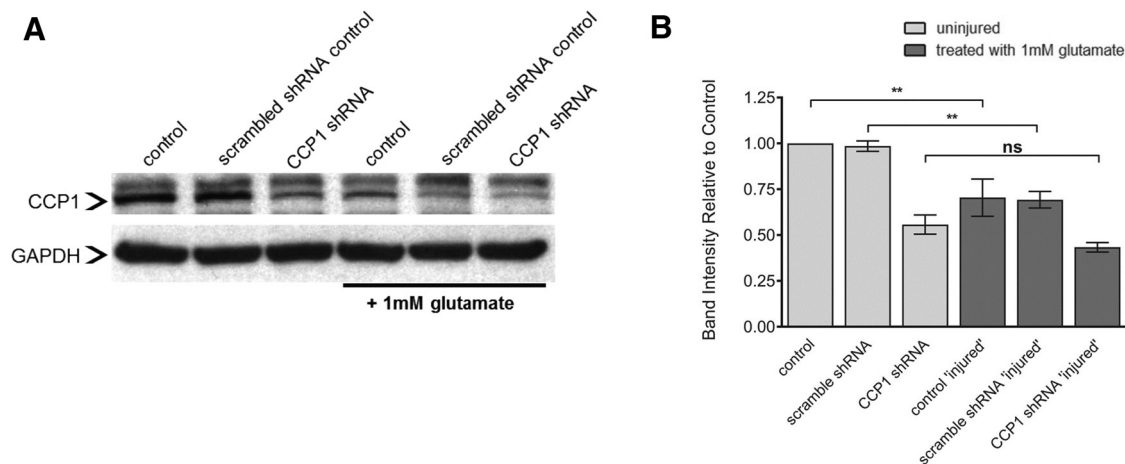 A
control
scrambled shRNA control
CCP1 shRNA
control
scrambled shRNA control
CCP1 shRNA
CCP1
GAPDH
+ 1mM glutamate
B
uninjured
treated with 1mM glutamate
Band Intensity Relative to Control
1.25
1.00
0.75
0.50
0.25
0.00
**
**
ns
control
scramble shRNA
CCP1 shRNA
control 'injured'
scramble shRNA 'injured'
CCP1 shRNA 'injured'